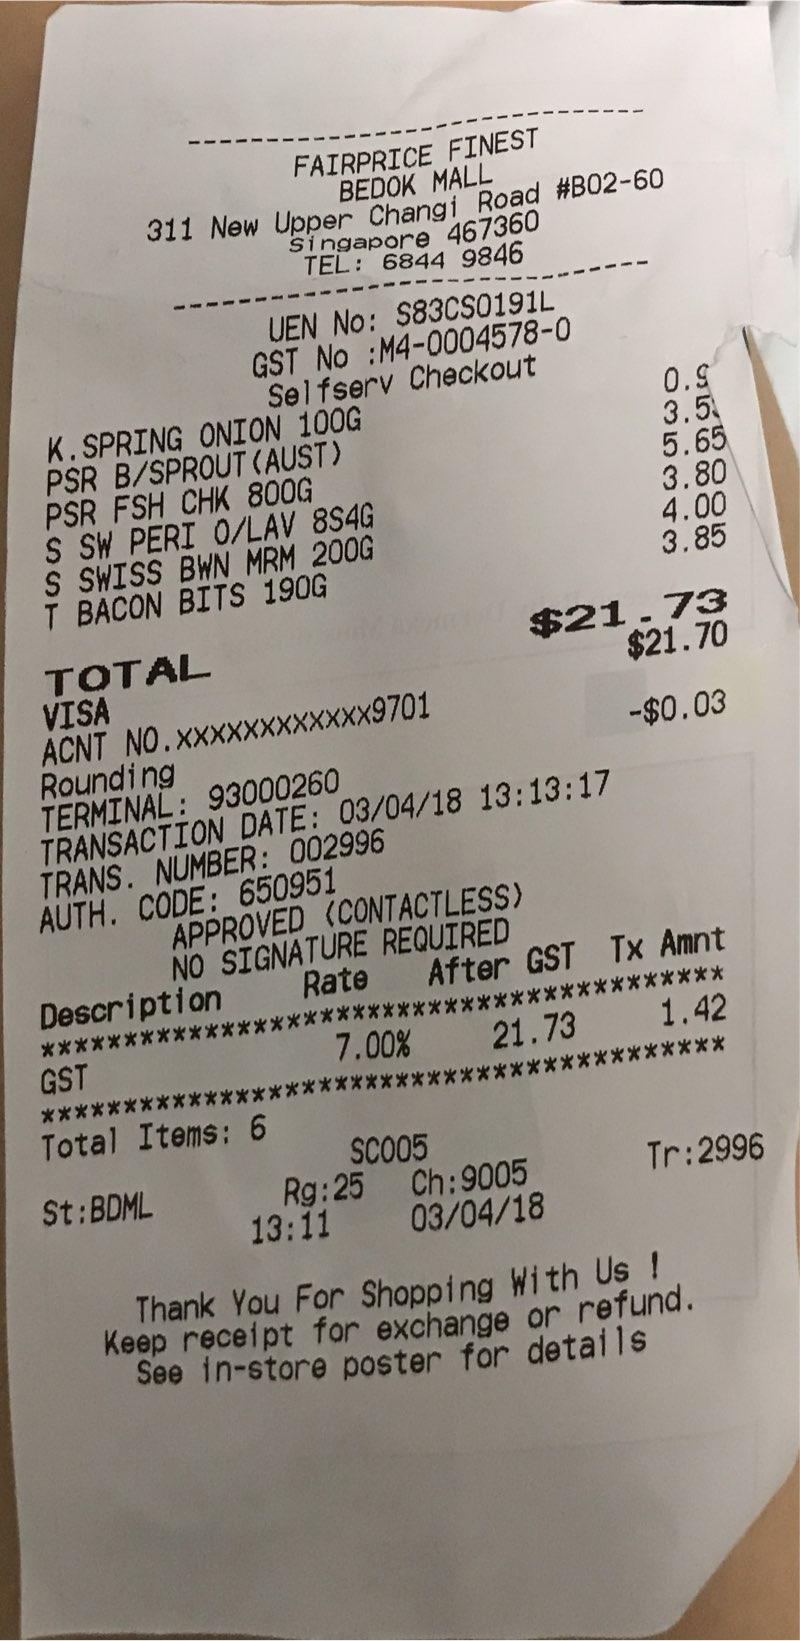 FAIRPRICE FINEST
BEDOK MALL
311 New Upper Changi Road #B02-60
Singapore 467360
TEL: 6844 9846
UEN No: S83CS0191L
GST No :M4-0004578-0
Selfserv Checkout
K.SPRING ONION 100G
PSR B/SPROUT(AUST)
PSR FSH CHK 800G 5.65
S SW PERI O/LAV 8S4G 3.80
S SWISS BWN MRM 200G 4.00
T BACON BITS 190G 3.85
TOTAL $21.73
VISA $21.70
ACNT NO.xxxxxxxxxxxx9701
Rounding -$0.03
TERMINAL: 93000260
TRANSACTION DATE: 03/04/18 13:13:17
TRANS. NUMBER: 002996
AUTH. CODE: 650951
APPROVED (CONTACTLESS)
NO SIGNATURE REQUIRED
Description Rate After GST Tx Amnt
*****************************************
GST 7.00% 21.73 1.42
*****************************************
Total Items: 6
SC005
St:BDML Rg:25 Ch:9005 Tr:2996
13:11 03/04/18
Thank You For Shopping With Us !
Keep receipt for exchange or refund.
See in-store poster for details